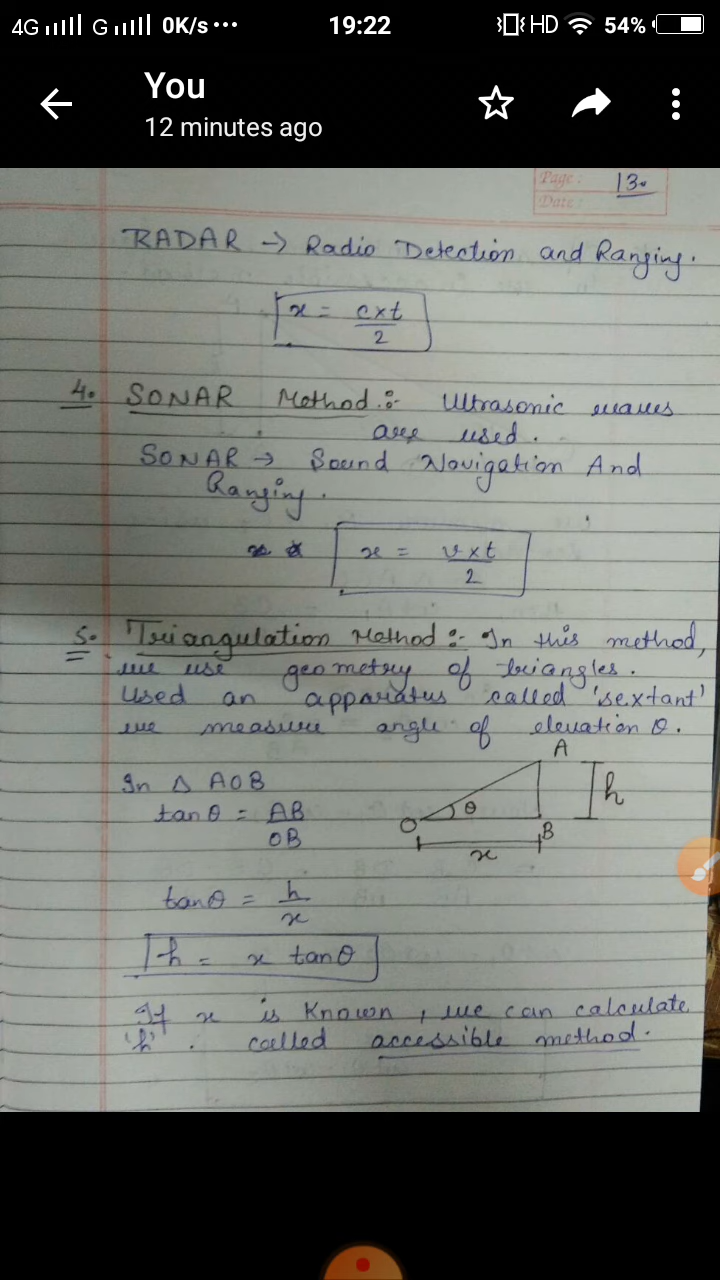 4G G 0K/s ... 19:22 HD 54%
You
12 minutes ago
Page: 13.
Date:
RADAR → Radio Detection and Ranging.
x = c×t
2
4. SONAR Method :- Ultrasonic waves
are used.
SONAR → Sound Navigation And
Ranging.
x = v×t
2
5. Triangulation Method :- In this method,
we use geometry of triangles.
Used an apparatus called 'sextant'
we measure angle of elevation θ.
A
In Δ AOB
h
tanθ = AB
OB
θ
O
B
x
tanθ = h
x
h = x tanθ
If x is known, we can calculate
'h'. called accessible method.